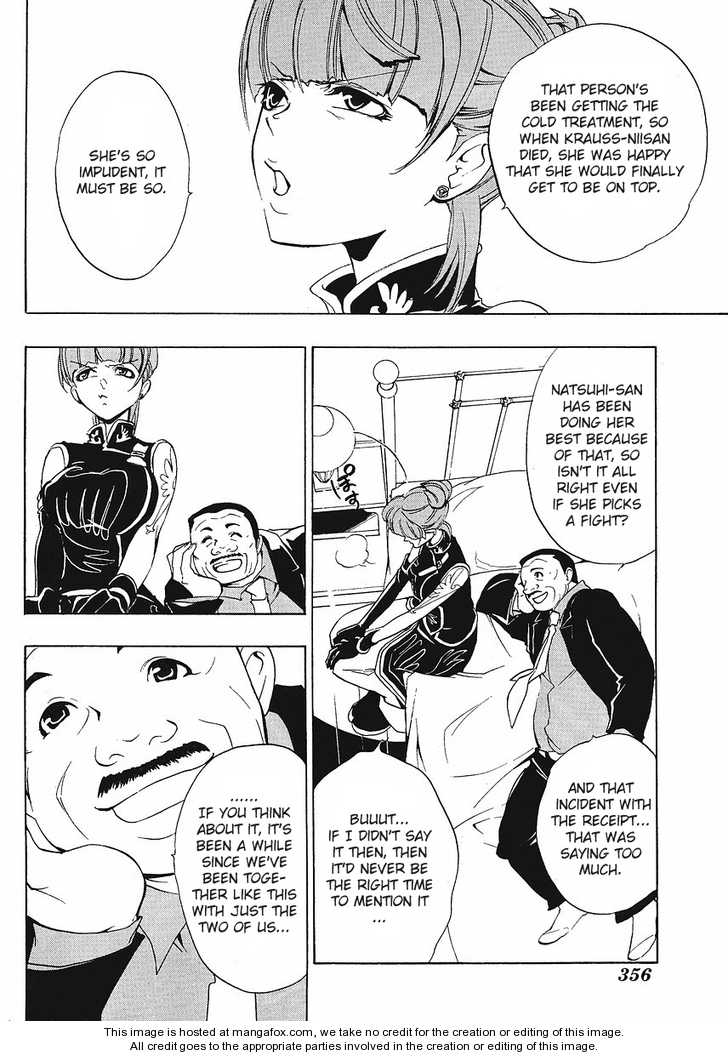 THAT PERSON'S
BEEN GETTING THE
COLD TREATMENT, SO
WHEN KRAUSS-NIISAN
DIED, SHE WAS HAPPY
THAT SHE WOULD FINALLY
GET TO BE ON TOP.
SHE'S SO
IMPUDENT, IT
MUST BE SO.
NATSUHI-SAN
HAS BEEN
DOING HER
BEST BECAUSE
OF THAT, SO
ISN'T IT ALL
RIGHT EVEN
IF SHE PICKS
A FIGHT?
ぷんすか
AND THAT
INCIDENT WITH
THE RECEIPT...
THAT WAS
SAYING TOO
MUCH.
BUUUT...
IF I DIDN'T SAY
IT THEN, THEN
IT'D NEVER BE
THE RIGHT TIME
TO MENTION IT
...
......
IF YOU THINK
ABOUT IT, IT'S
BEEN A WHILE
SINCE WE'VE
BEEN TOGE-
THER LIKE THIS
WITH JUST THE
TWO OF US...
356
This image is hosted at mangafox.com, we take no credit for the creation or editing of this image.
All credit goes to the appropriate parties involved in the creation or editing of this image.